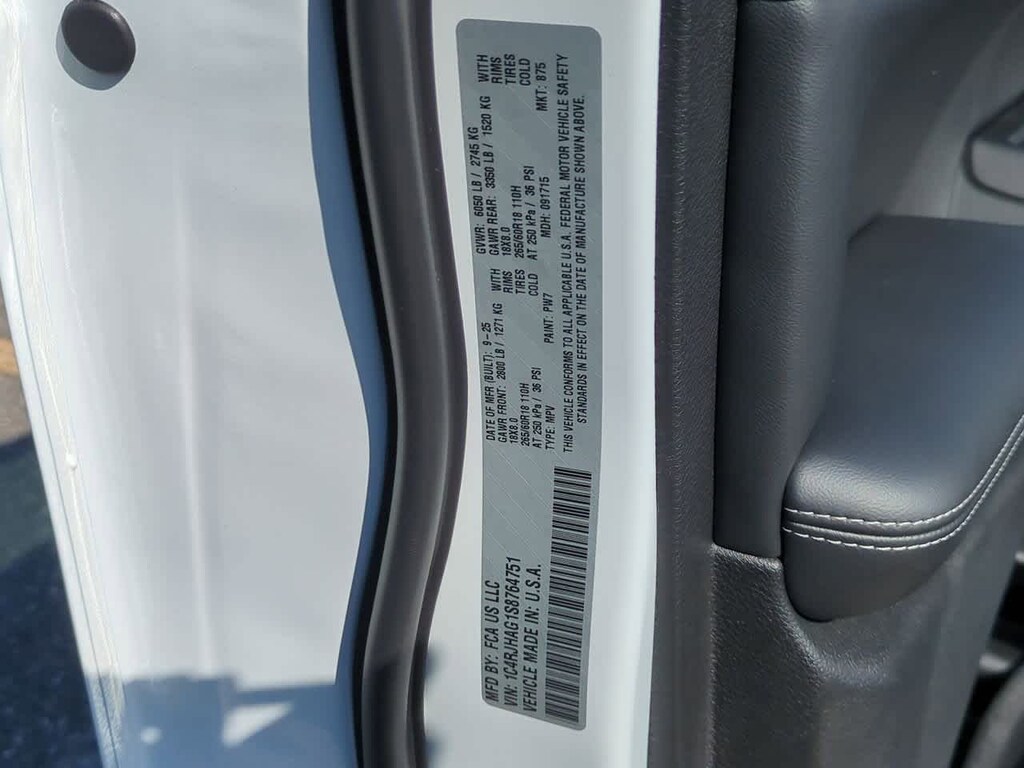 MFD BY: FCA US LLC
VIN: 1C4RJHAG1S8764751
VEHICLE MADE IN: U.S.A.
DATE OF MFR (BUILT): 9-25 GVWR: 6050 LB / 2745 KG
GAWR FRONT: 2800 LB / 1271 KG WITH GAWR REAR: 3350 LB / 1520 KG WITH
18X8.0 RIMS 18X8.0 RIMS
265/60R18 110H TIRES 265/60R18 110H TIRES
AT 250 kPa / 36 PSI COLD AT 250 kPa / 36 PSI COLD
TYPE: MPV PAINT: PW7 MDH: 091715 MKT: 875
THIS VEHICLE CONFORMS TO ALL APPLICABLE U.S.A. FEDERAL MOTOR VEHICLE SAFETY
STANDARDS IN EFFECT ON THE DATE OF MANUFACTURE SHOWN ABOVE.